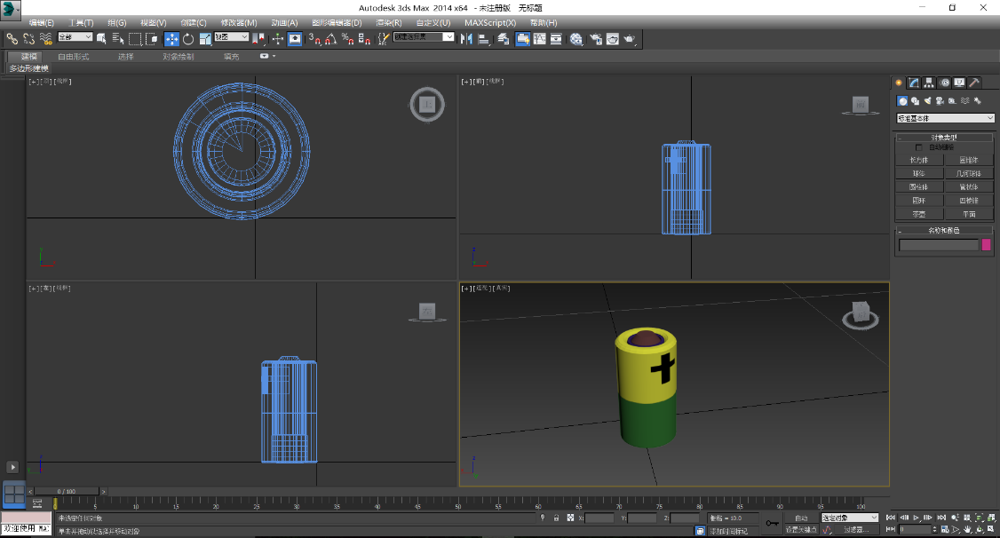 Autodesk 3ds Max 2014 x64 - 未注册版 无标题
编辑(E) 工具(T) 组(G) 视图(V) 创建(C) 修改器(M) 动画(A) 图形编辑器(D) 渲染(R) 自定义(U) MAXScript(X) 帮助(H)
全部 视图 创建选择集
建模 自由形式 选择 对象绘制 填充
多边形建模
[+][顶][线框] [+][前][线框]
标准基本体
对象类型
自动栅格
长方体 圆锥体
球体 几何球体
圆柱体 管状体
圆环 四棱锥
茶壶 平面
名称和颜色
[+][左][线框] [+][透视][真实]
0 / 100
0 5 10 15 20 25 30 35 40 45 50 55 60 65 70 75 80 85 90 95 100
未选定任何对象 X: Y: Z: 栅格 = 10.0 自动 选定对象
欢迎使用 MA 单击并拖动以选择并移动对象 添加时间标记 设置关键点 过滤器... 0